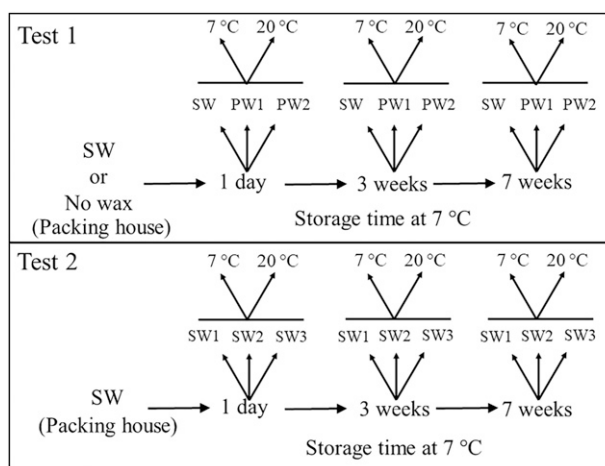 Test 1
7 °C 20 °C 7 °C 20 °C 7 °C 20 °C
SW PW1 PW2 SW PW1 PW2 SW PW1 PW2
SW
or
No wax
(Packing house)
1 day 3 weeks 7 weeks
Storage time at 7 °C
Test 2
7 °C 20 °C 7 °C 20 °C 7 °C 20 °C
SW1 SW2 SW3 SW1 SW2 SW3 SW1 SW2 SW3
SW
(Packing house)
1 day 3 weeks 7 weeks
Storage time at 7 °C